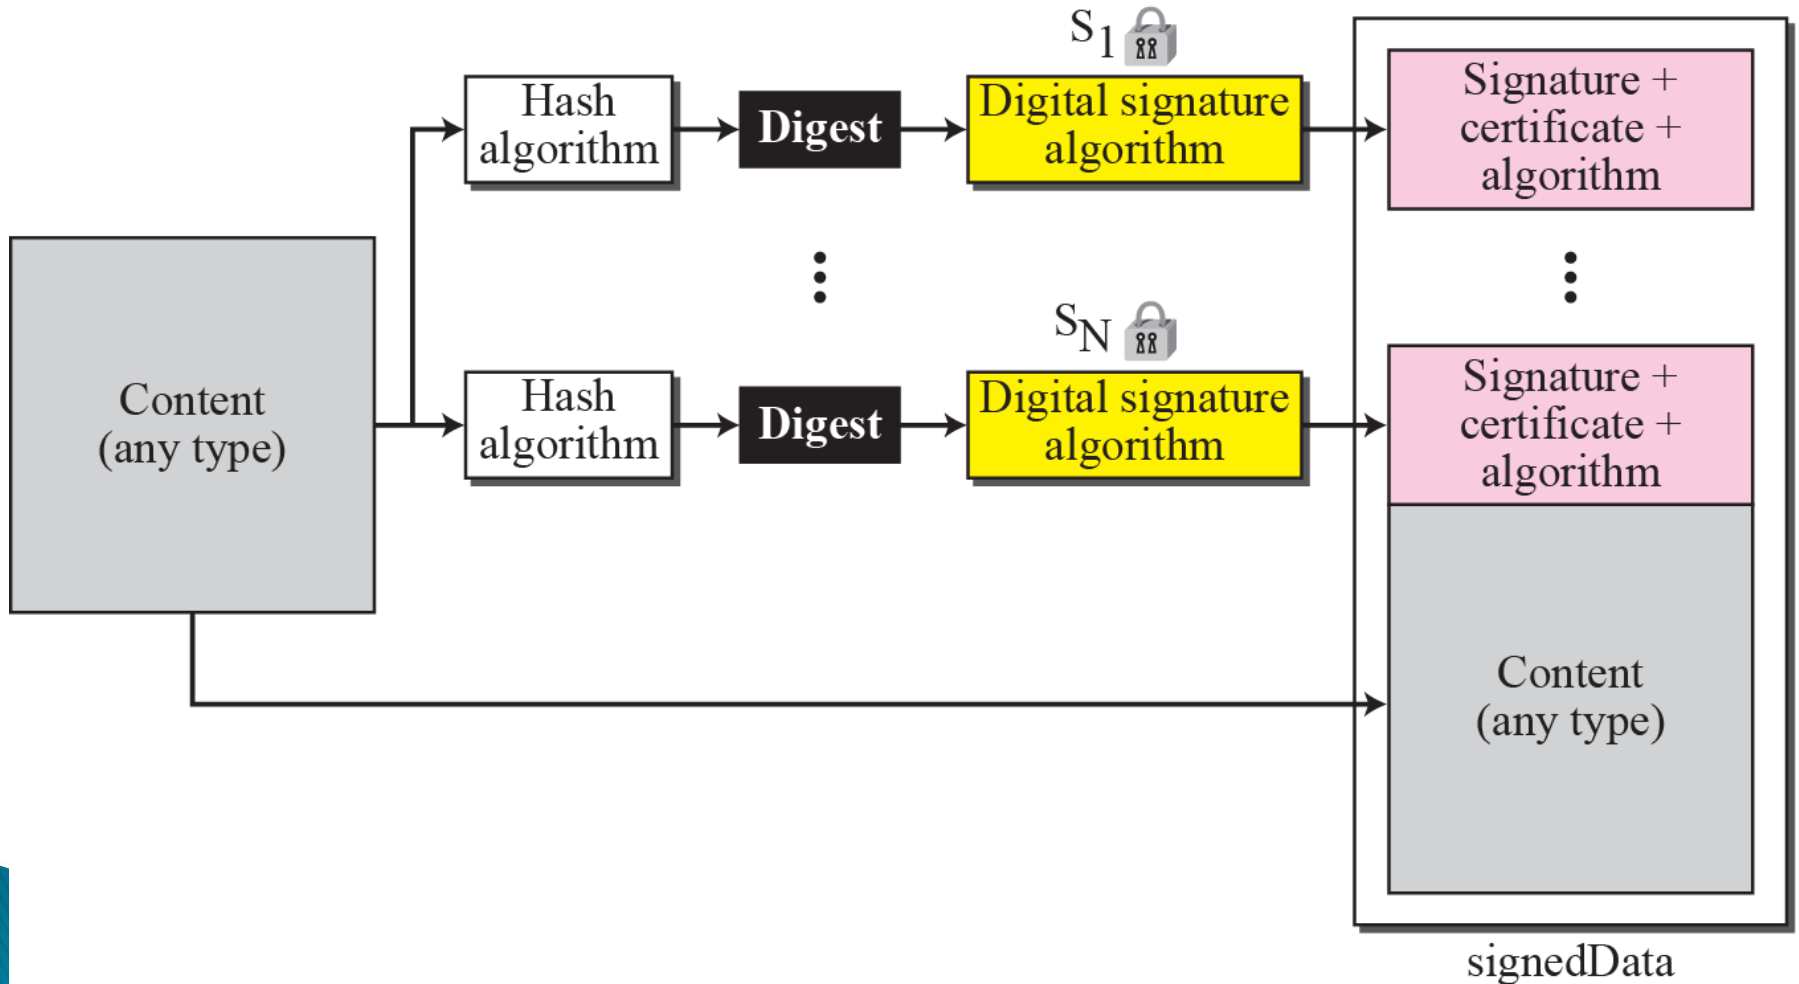 S1
Hash
algorithm
Digest
Digital signature
algorithm
Signature +
certificate +
algorithm
SN
Content
(any type)
Hash
algorithm
Digest
Digital signature
algorithm
Signature +
certificate +
algorithm
Content
(any type)
signedData